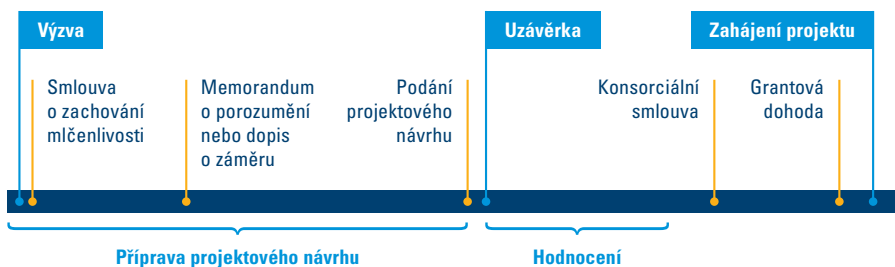 Výzva
Uzávěrka
Zahájení projektu
Smlouva
o zachování
mlčenlivosti
Memorandum
o porozumění
nebo dopis
o záměru
Podání
projektového
návrhu
Konsorciální
smlouva
Grantová
dohoda
Příprava projektového návrhu
Hodnocení